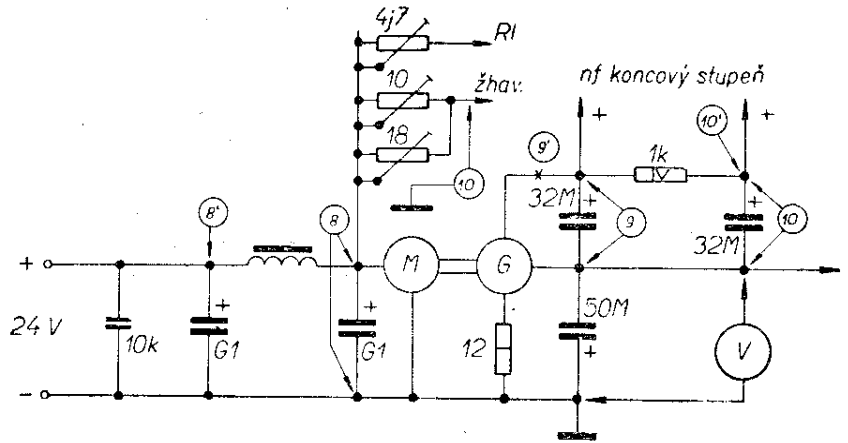 4j7
Rl
10
žhav.
18
10
nf koncový stupeň
+
+
10'
9'
1k
32M
+
9
+
32M
10
8'
8
M
G
+
24 V
10k
+
G1
+
G1
12
50M
+
V
-